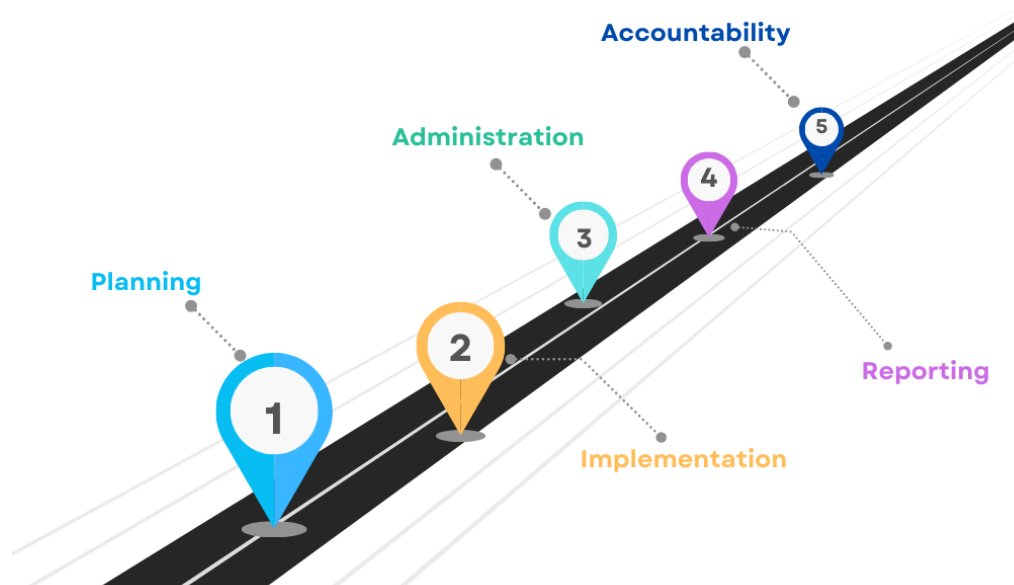 Accountability
5
Administration
4
3
Planning
2
Reporting
1
Implementation